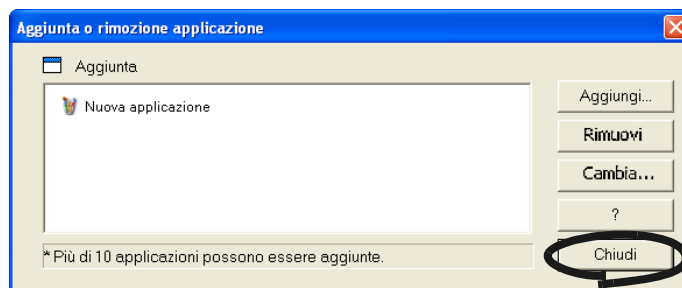 Aggiunta o rimozione applicazione
Aggiunta
Nuova applicazione
Aggiungi...
Rimuovi
Cambia...
?
Chiudi
* Più di 10 applicazioni possono essere aggiunte.